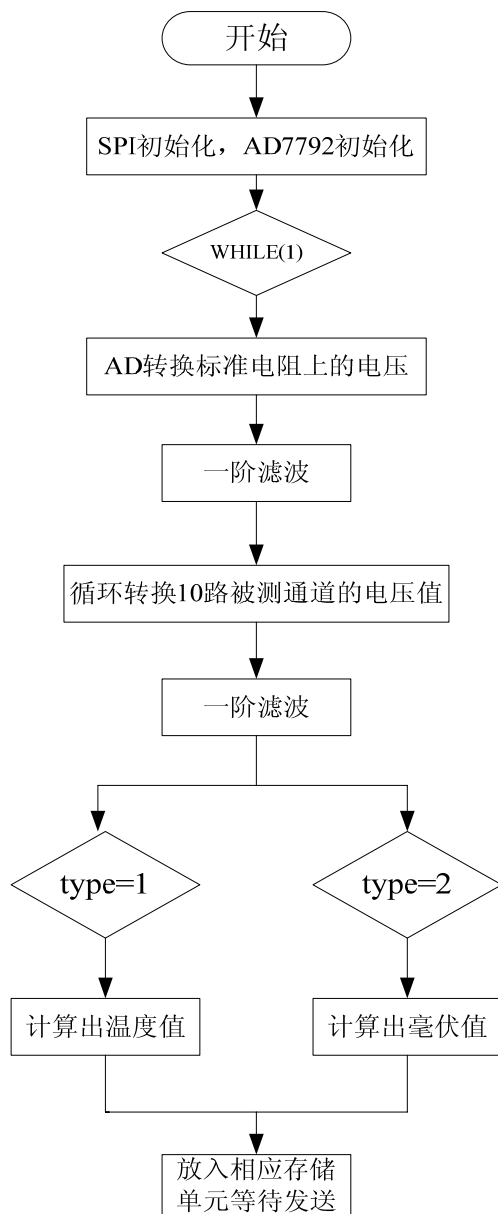 开始
SPI初始化，AD7792初始化
WHILE(1)
AD转换标准电阻上的电压
一阶滤波
循环转换10路被测通道的电压值
一阶滤波
type=1
type=2
计算出温度值
计算出毫伏值
放入相应存储
单元等待发送